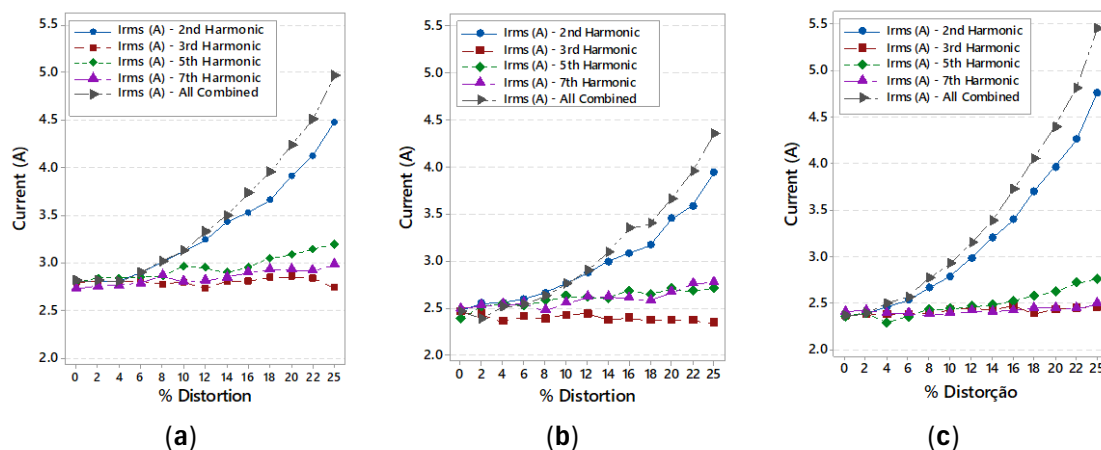 5.5
5.0
4.5
4.0
3.5
3.0
2.5
2.0
Current (A)
Irms (A) - 2nd Harmonic
Irms (A) - 3rd Harmonic
Irms (A) - 5th Harmonic
Irms (A) - 7th Harmonic
Irms (A) - All Combined
0 2 4 6 8 10 12 14 16 18 20 22 25
% Distortion
(a)
5.5
5.0
4.5
4.0
3.5
3.0
2.5
2.0
Current (A)
Irms (A) - 2nd Harmonic
Irms (A) - 3rd Harmonic
Irms (A) - 5th Harmonic
Irms (A) - 7th Harmonic
Irms (A) - All Combined
0 2 4 6 8 10 12 14 16 18 20 22 25
% Distortion
(b)
5.5
5.0
4.5
4.0
3.5
3.0
2.5
2.0
Current (A)
Irms (A) - 2nd Harmonic
Irms (A) - 3rd Harmonic
Irms (A) - 5th Harmonic
Irms (A) - 7th Harmonic
Irms (A) - All Combined
0 2 4 6 8 10 12 14 16 18 20 22 25
% Distorção
(c)